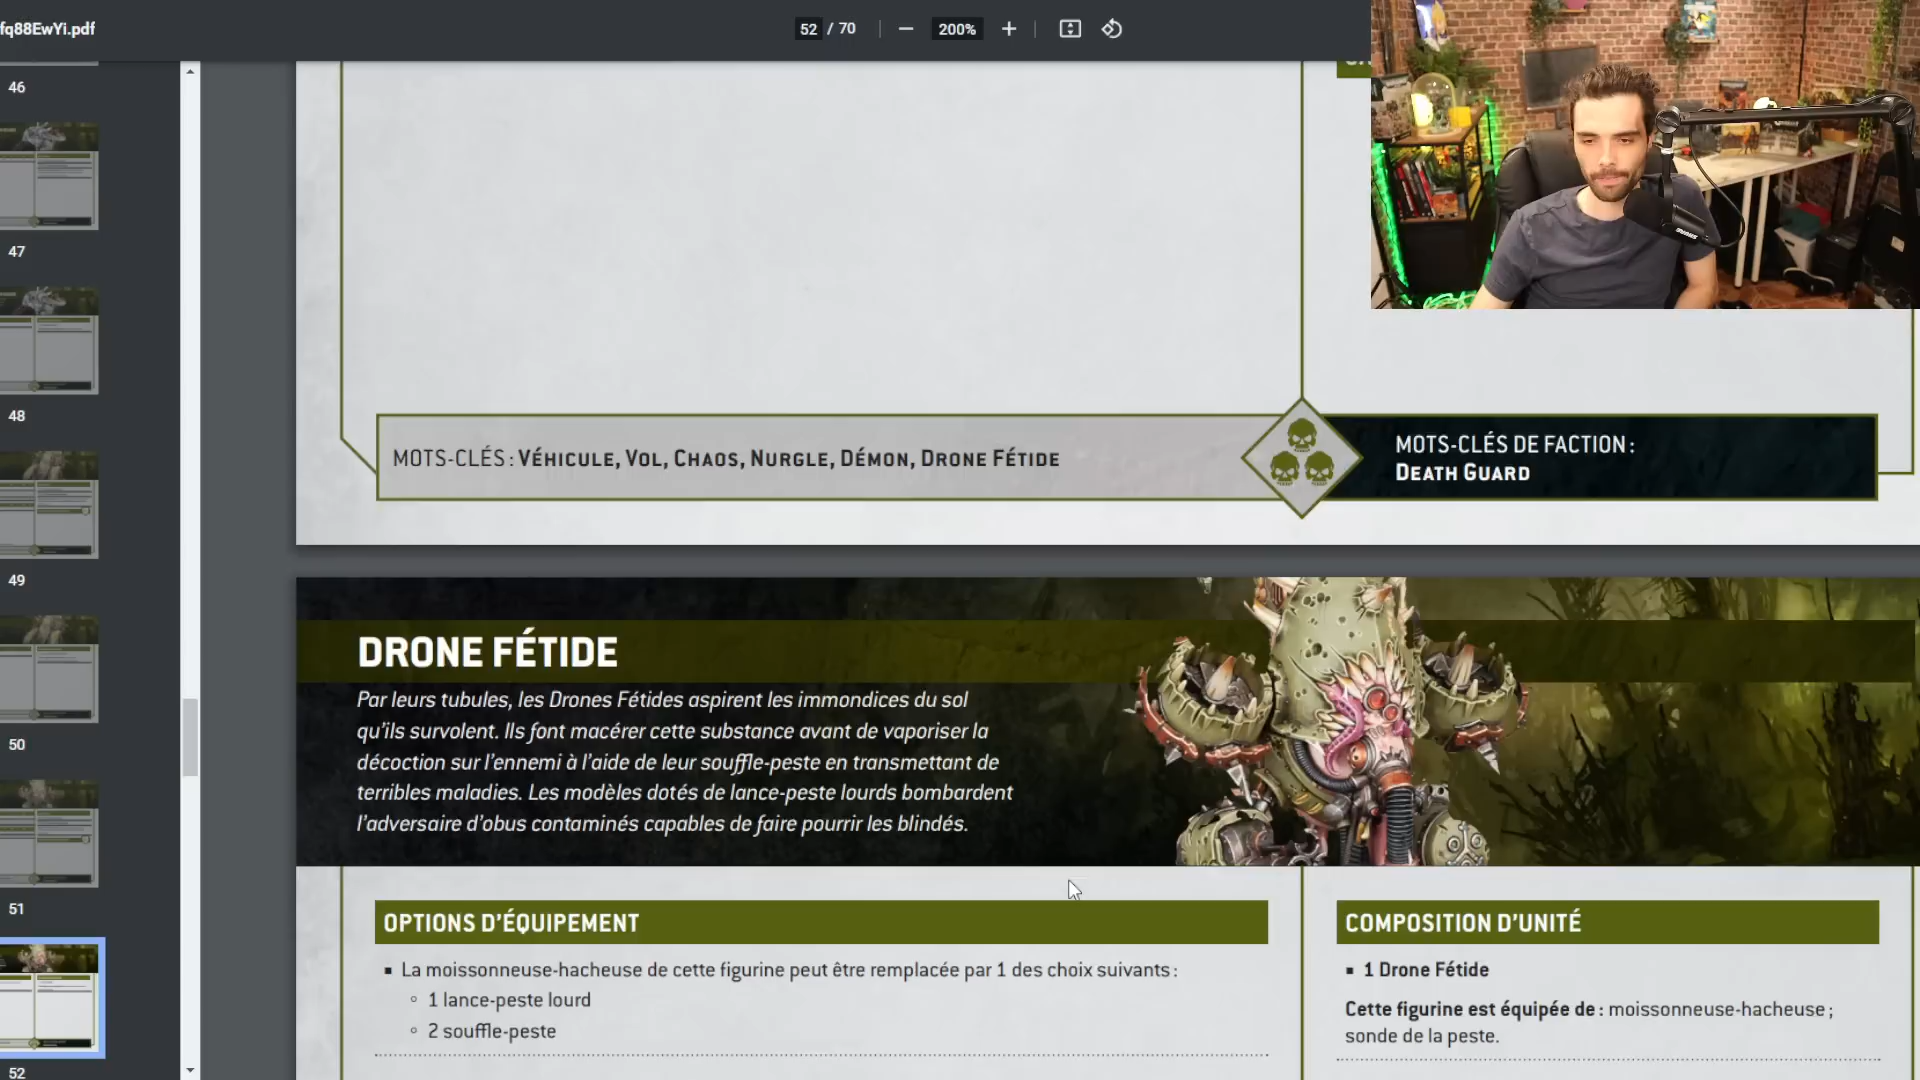 fq88EwYi.pdf
52 / 70
200%
46
47
48
49
50
51
52
MOTS-CLÉS : VÉHICULE, VOL, CHAOS, NURGLE, DÉMON, DRONE FÉTIDE
MOTS-CLÉS DE FACTION :
DEATH GUARD
DRONE FÉTIDE
Par leurs tubules, les Drones Fétides aspirent les immondices du sol
qu'ils survolent. Ils font macérer cette substance avant de vaporiser la
décoction sur l'ennemi à l'aide de leur souffle-peste en transmettant de
terribles maladies. Les modèles dotés de lance-peste lourds bombardent
l'adversaire d'obus contaminés capables de faire pourrir les blindés.
OPTIONS D'ÉQUIPEMENT
▪ La moissonneuse-hacheuse de cette figurine peut être remplacée par 1 des choix suivants :
◦ 1 lance-peste lourd
◦ 2 souffle-peste
COMPOSITION D'UNITÉ
▪ 1 Drone Fétide
Cette figurine est équipée de : moissonneuse-hacheuse ;
sonde de la peste.